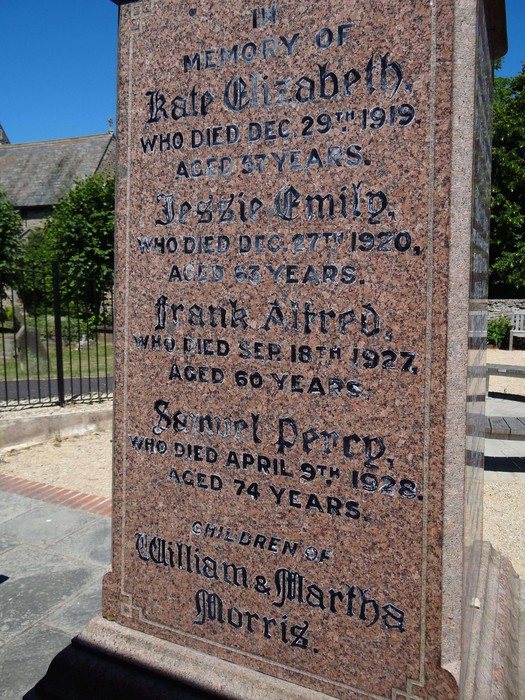 IN
MEMORY OF
Kate Elizabeth,
WHO DIED DEC. 29TH 1919.
AGED 57 YEARS.
Jessie Emily,
WHO DIED DEC. 27TH 1920,
AGED 63 YEARS.
Frank Alfred,
WHO DIED SEP. 18TH 1927,
AGED 60 YEARS.
Samuel Percy,
WHO DIED APRIL 9TH 1928.
AGED 74 YEARS.
CHILDREN OF
William & Martha
Morris.